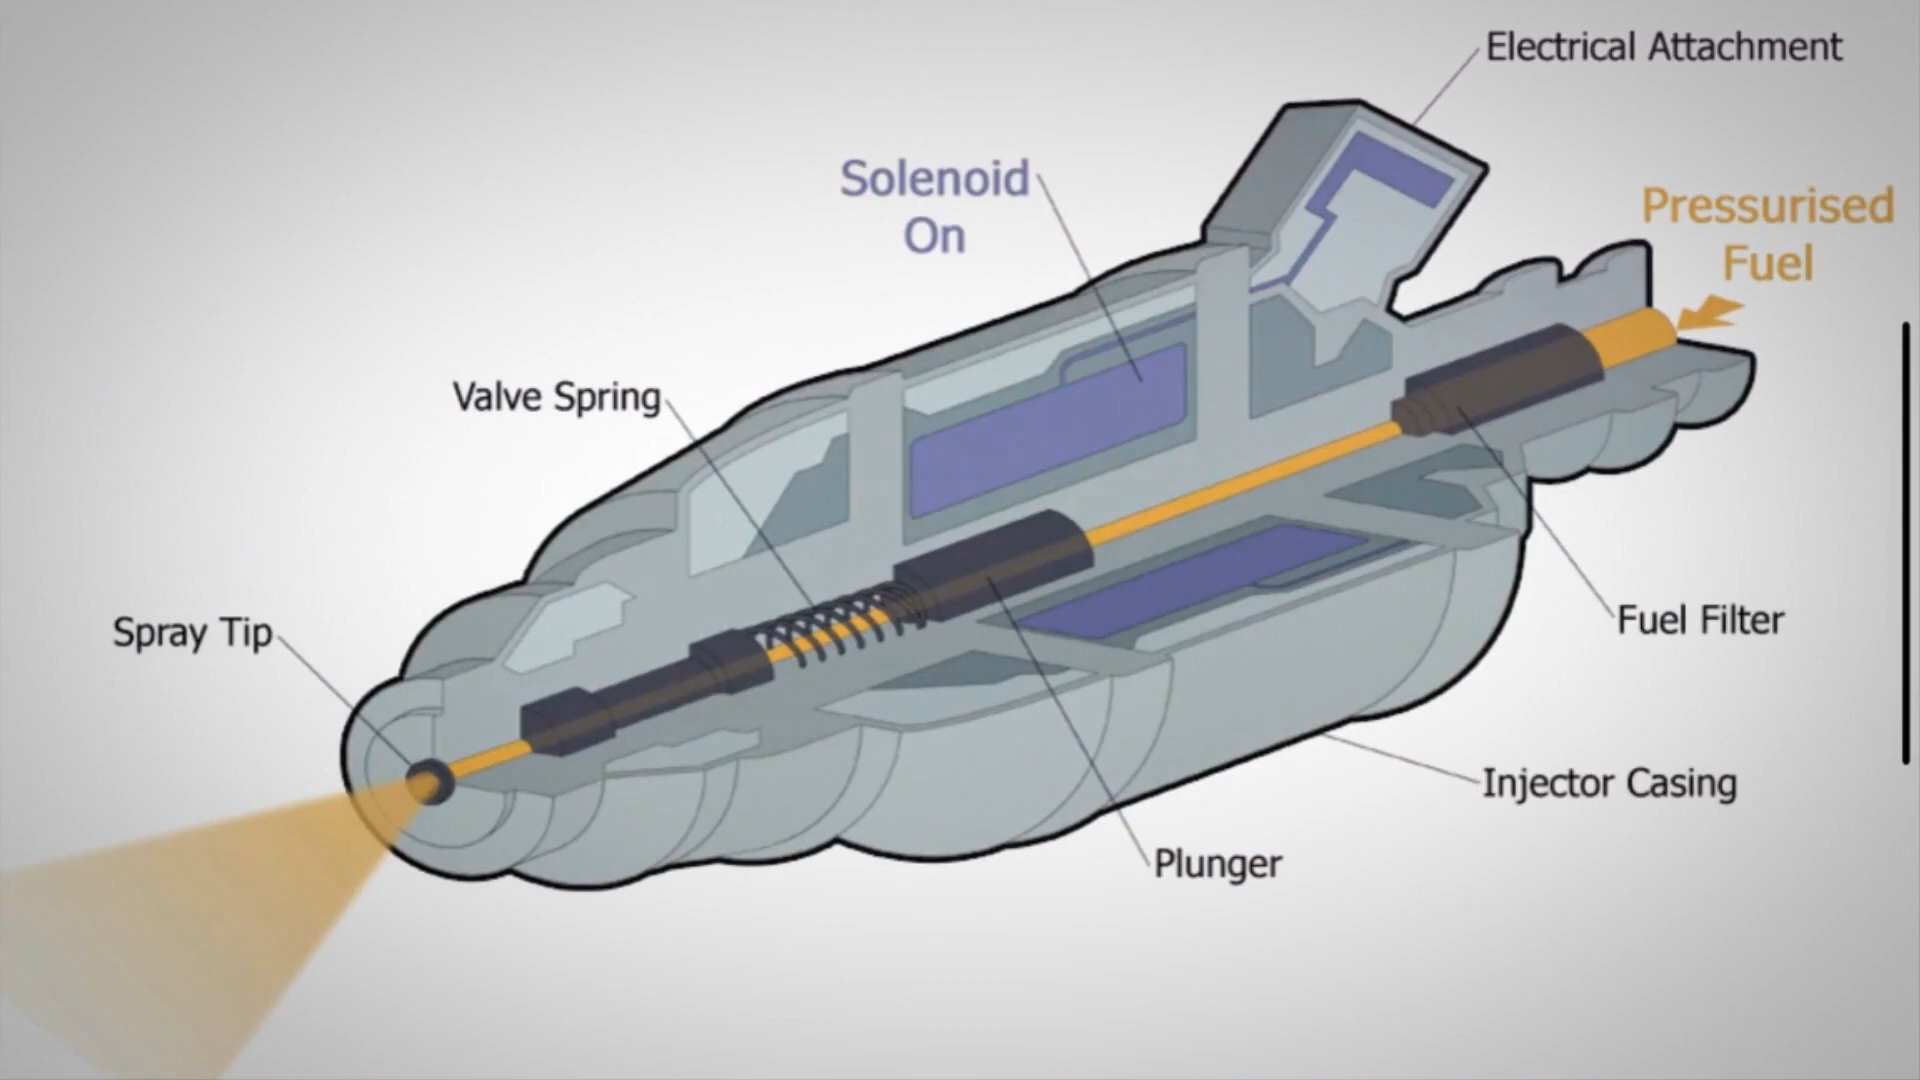 Electrical Attachment
Solenoid
On
Pressurised
Fuel
Valve Spring
Spray Tip
Fuel Filter
Injector Casing
Plunger